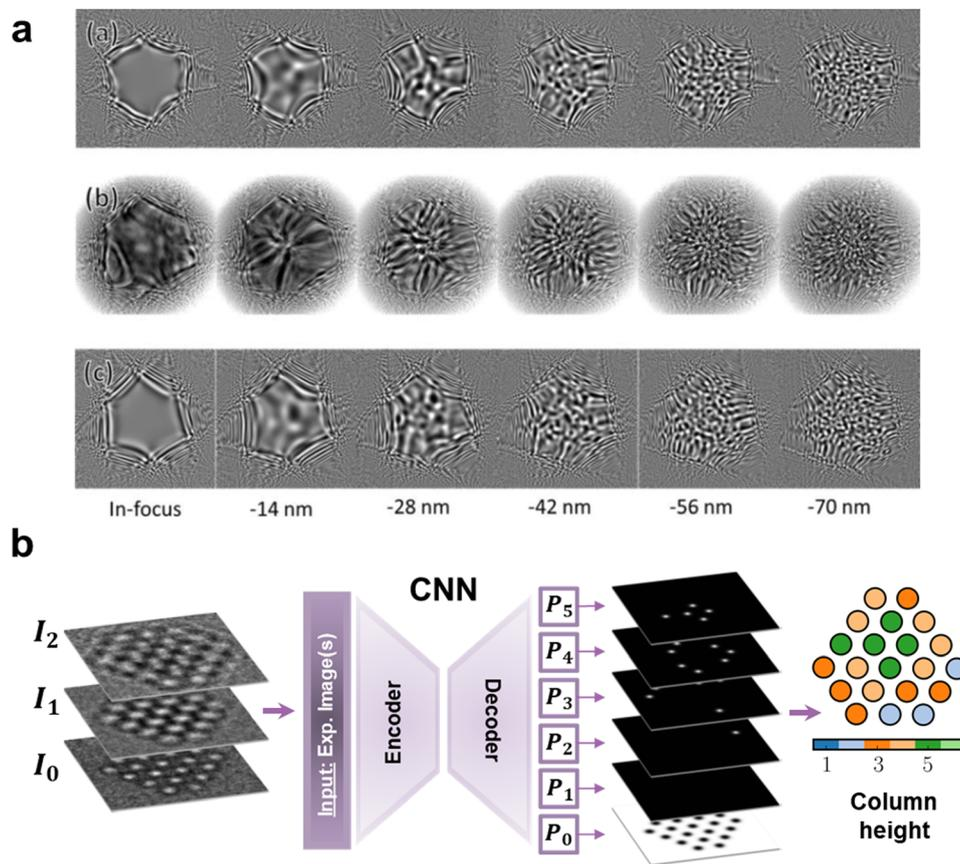 a
(a)
(b)
(c)
In-focus -14 nm -28 nm -42 nm -56 nm -70 nm
b
CNN
I2
I1
I0
Input: Exp. Image(s)
Encoder
Decoder
P5
P4
P3
P2
P1
P0
1 3 5
Column
height